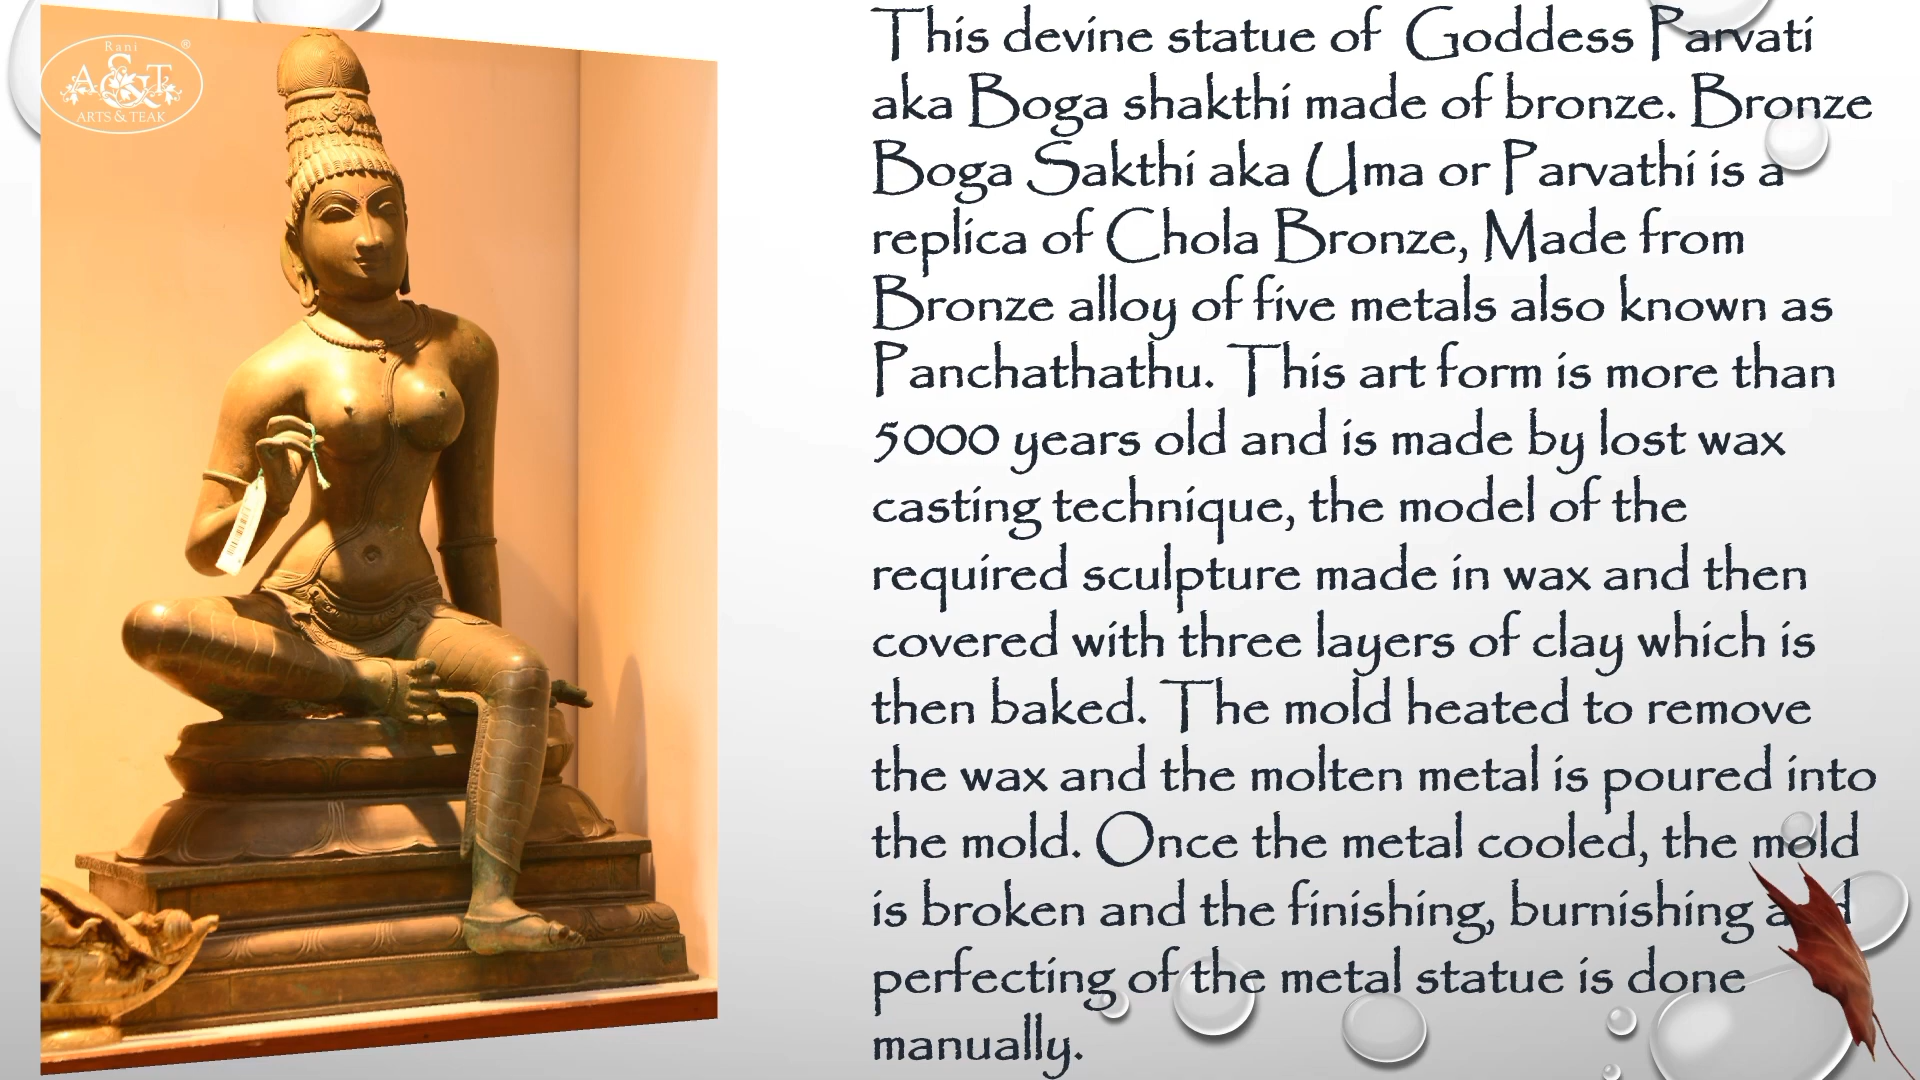 Rani
®
A&T
ARTS & TEAK
This devine statue of Goddess Parvati
aka Boga shakthi made of bronze. Bronze
Boga Sakthi aka Uma or Parvathi is a
replica of Chola Bronze, Made from
Bronze alloy of five metals also known as
Panchathathu. This art form is more than
5000 years old and is made by lost wax
casting technique, the model of the
required sculpture made in wax and then
covered with three layers of clay which is
then baked. The mold heated to remove
the wax and the molten metal is poured into
the mold. Once the metal cooled, the mold
is broken and the finishing, burnishing and
perfecting of the metal statue is done
manually.